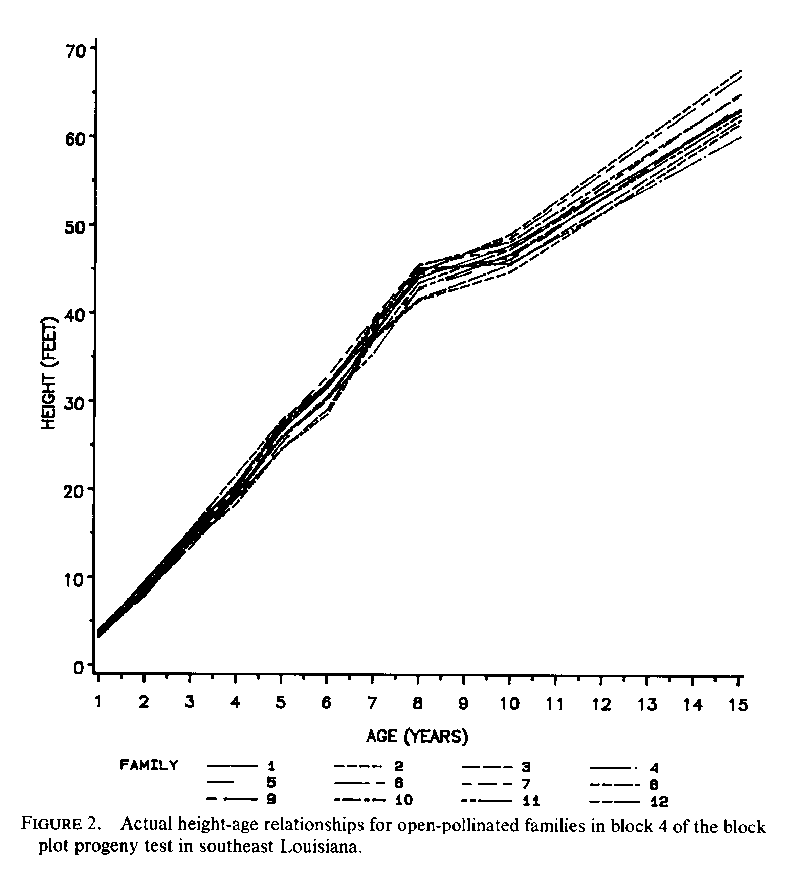 70
60
50
40
30
20
10
0
HEIGHT (FEET)
1 2 3 4 5 6 7 8 9 10 11 12 13 14 15
AGE (YEARS)
FAMILY 1 2 3 4
5 6 7 8
9 10 11 12
FIGURE 2. Actual height-age relationships for open-pollinated families in block 4 of the block
plot progeny test in southeast Louisiana.